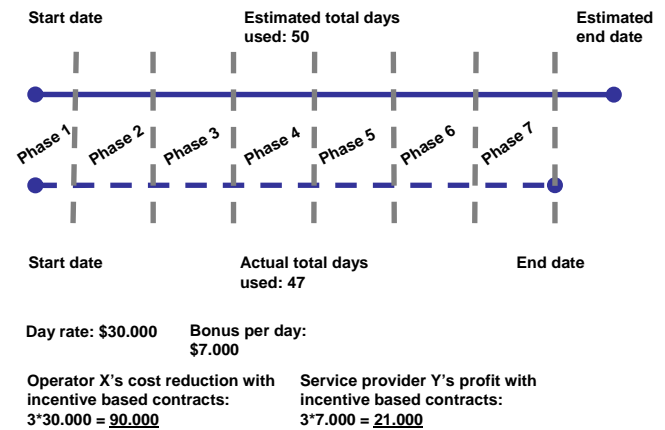 Start date
Estimated total days
used: 50
Estimated
end date
Phase 1
Phase 2
Phase 3
Phase 4
Phase 5
Phase 6
Phase 7
Start date
Actual total days
used: 47
End date
Day rate: $30.000
Bonus per day:
$7.000
Operator X's cost reduction with
incentive based contracts:
3*30.000 = 90.000
Service provider Y's profit with
incentive based contracts:
3*7.000 = 21.000